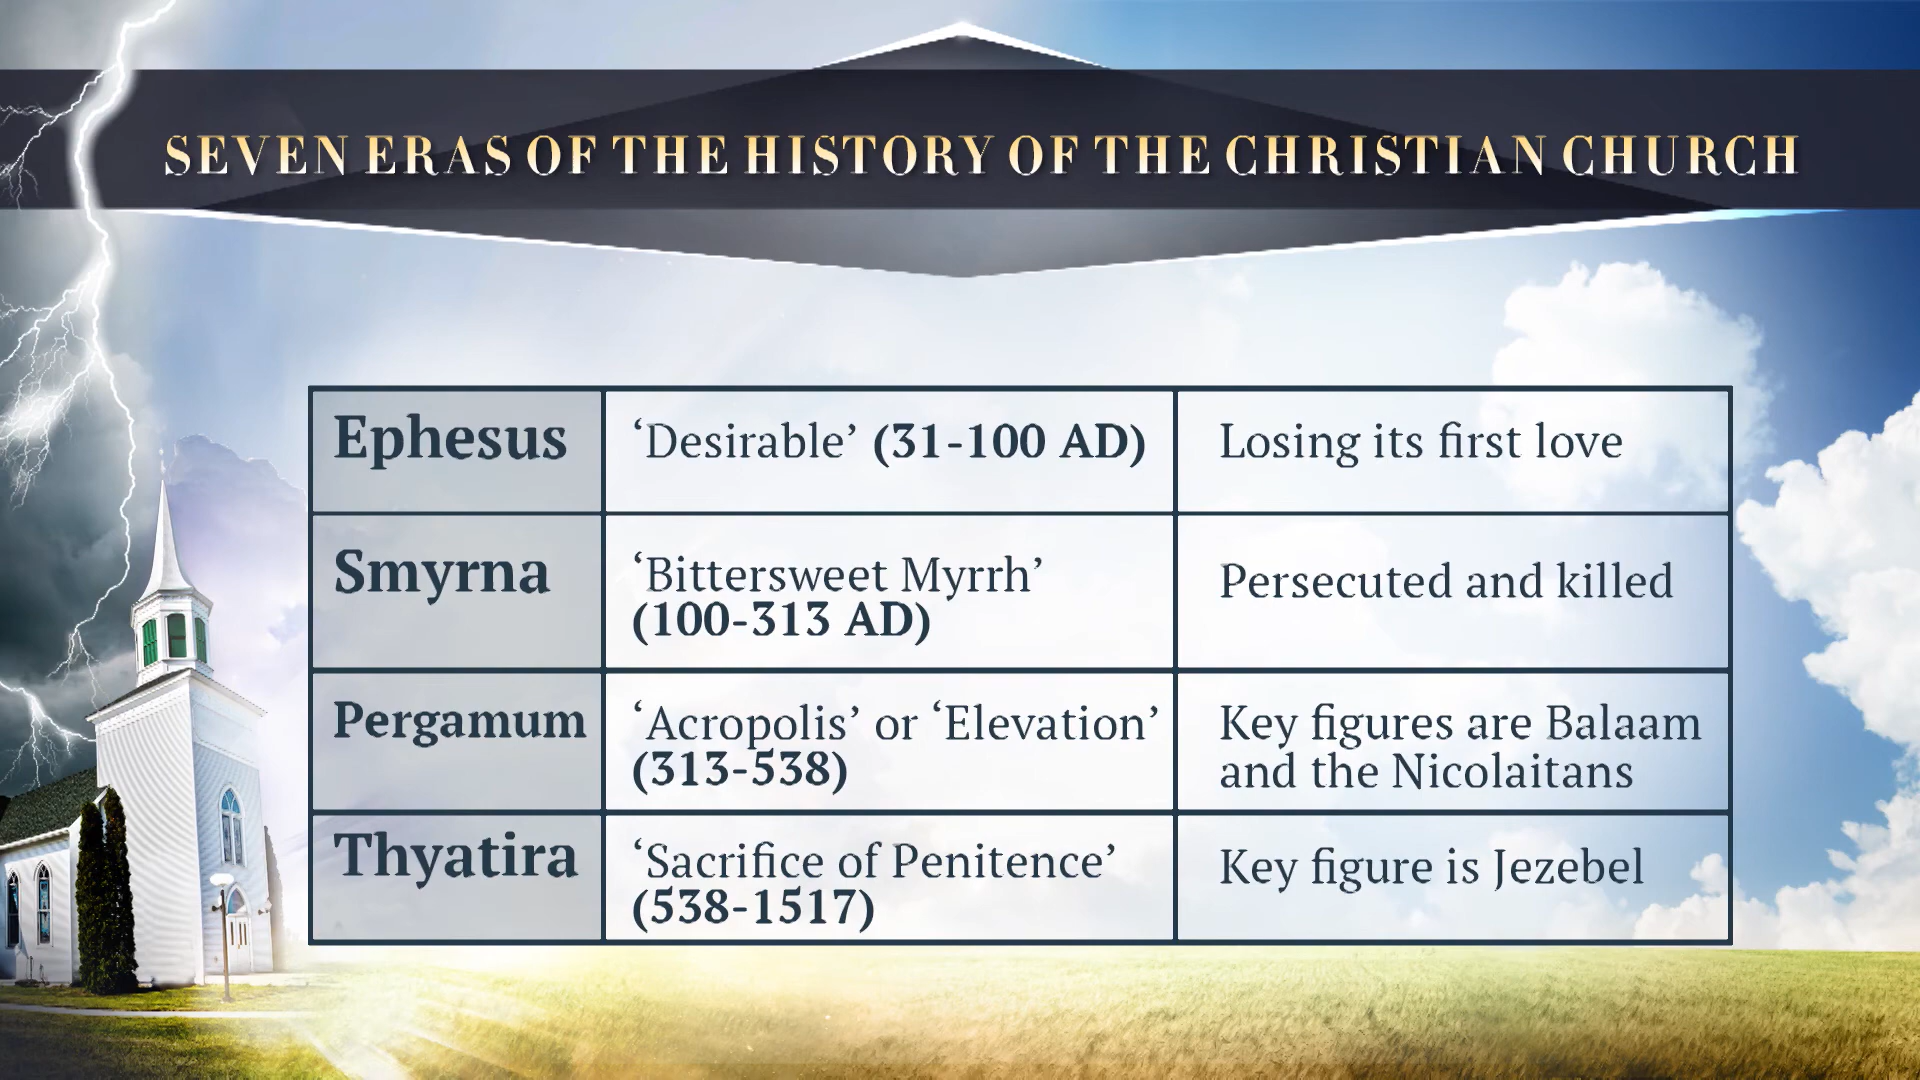 SEVEN ERAS OF THE HISTORY OF THE CHRISTIAN CHURCH
Ephesus
‘Desirable’ (31-100 AD)
Losing its first love
Smyrna
‘Bittersweet Myrrh’
(100-313 AD)
Persecuted and killed
Pergamum
‘Acropolis’ or ‘Elevation’
(313-538)
Key figures are Balaam
and the Nicolaitans
Thyatira
‘Sacrifice of Penitence’
(538-1517)
Key figure is Jezebel